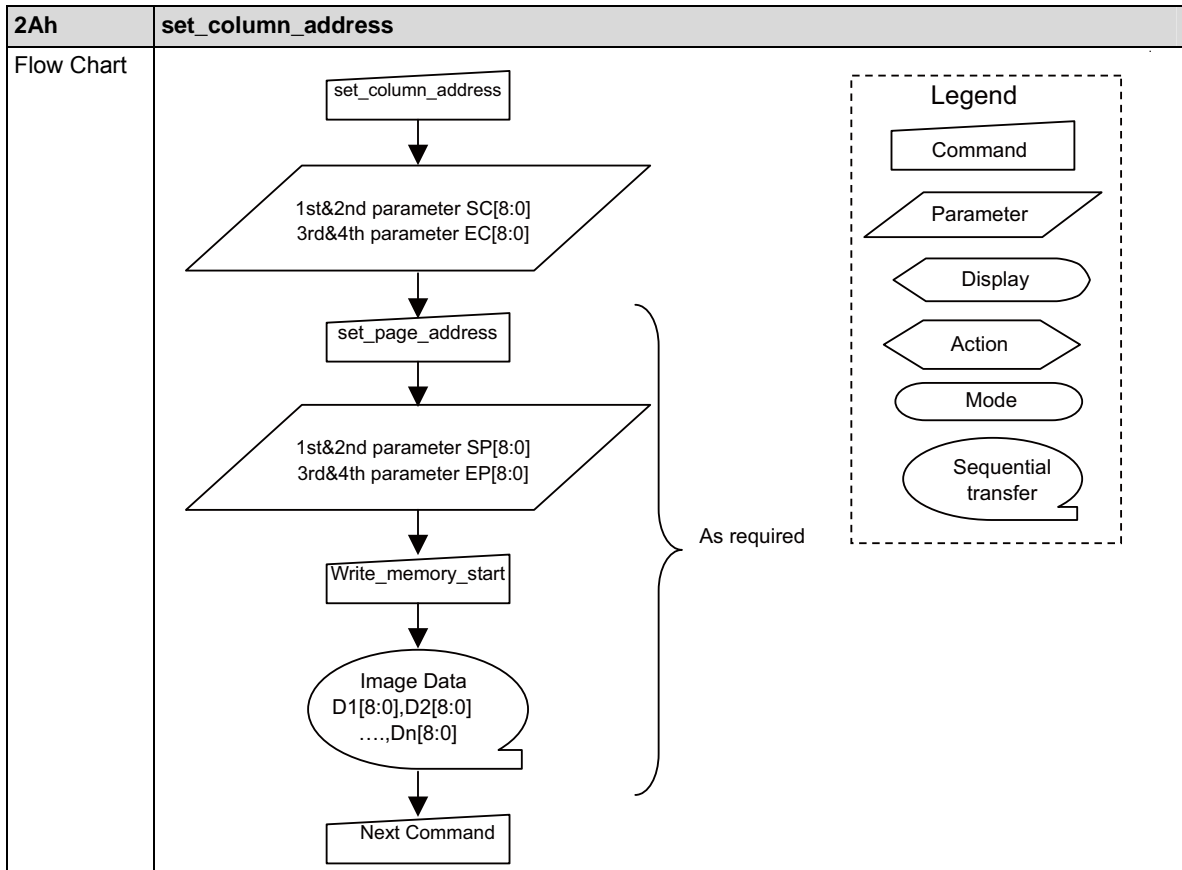 2Ah set_column_address
Flow Chart
set_column_address
1st&2nd parameter SC[8:0]
3rd&4th parameter EC[8:0]
set_page_address
1st&2nd parameter SP[8:0]
3rd&4th parameter EP[8:0]
Write_memory_start
Image Data
D1[8:0],D2[8:0]
....,Dn[8:0]
Next Command
As required
Legend
Command
Parameter
Display
Action
Mode
Sequential
transfer